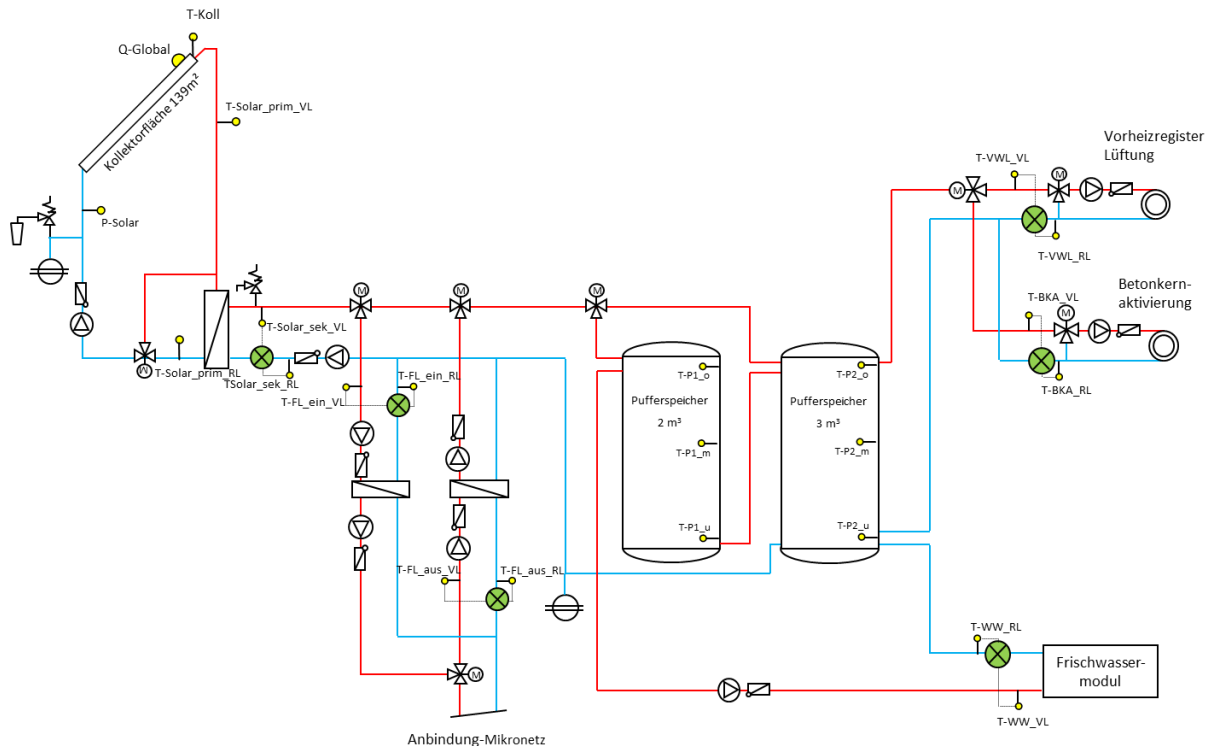 T-Koll
Q-Global
Kollektorfläche 139m²
T-Solar_prim_VL
P-Solar
T-Solar_prim_RL
T-Solar_sek_VL
TSolar_sek_RL
M
M
M
M
T-FL_ein_RL
T-FL_ein_VL
T-FL_aus_VL
T-FL_aus_RL
M
Anbindung-Mikronetz
T-P1_o
Pufferspeicher
2 m³
T-P1_m
T-P1_u
T-P2_o
Pufferspeicher
3 m³
T-P2_m
T-P2_u
Vorheizregister
Lüftung
T-VWL_VL
M
M
T-VWL_RL
Betonkern-
aktivierung
T-BKA_VL
M
T-BKA_RL
T-WW_RL
Frischwasser-
modul
T-WW_VL